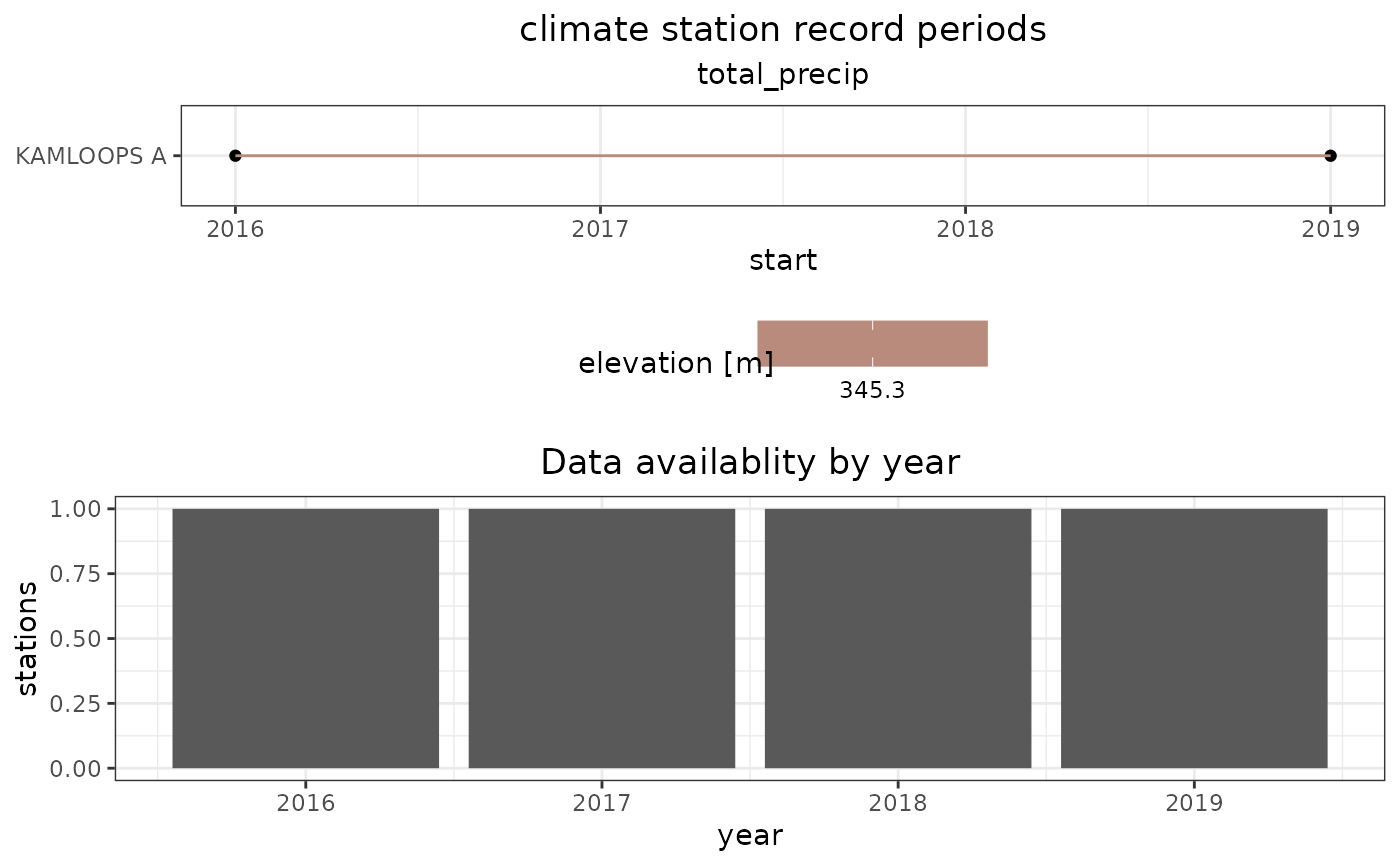 climate station record periods
total_precip
KAMLOOPS A
2016 2017 2018 2019
start
elevation [m]
345.3
Data availablity by year
1.00
0.75
0.50
0.25
0.00
stations
2016 2017 2018 2019
year